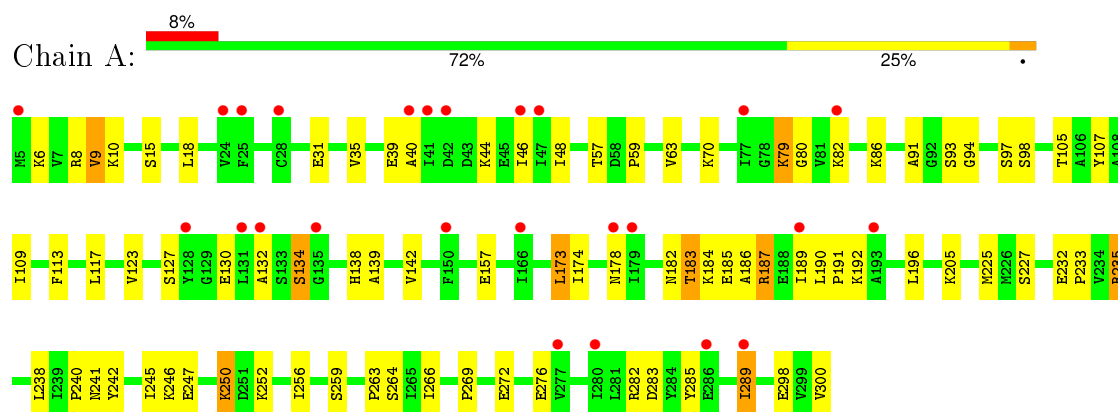 8%
Chain A:
72% 25% •
M5 K6 V7 R8 V9 K10 S15 L18 V24 F25 C28 E31 V35 E39 A40 I41 D42 D43 K44 E45 I46 I47 I48 T57 D58 P59 V63 K70 I77 G78 K79 G80 V81 K82 K86 A91 G92 S93 G94 S97 S98 T105 A106 Y107 A108
I109 F113 L117 V123 S127 Y128 G129 E130 L131 A132 S133 S134 G135 H138 A139 V142 F150 E157 I166 L173 I174 N178 I179 N182 T183 K184 E185 A186 R187 E188 I189 L190 P191 K192 A193 L196 K205 M225 M226 S227 E232 P233 V234
L238 I239 P240 N241 Y242 I245 K246 E247 K250 D251 K252 I256 S259 P263 S264 I265 I266 P269 E272 E276 V277 I280 L281 R282 D283 Y284 Y285 E286 I289 E298 V299 V300